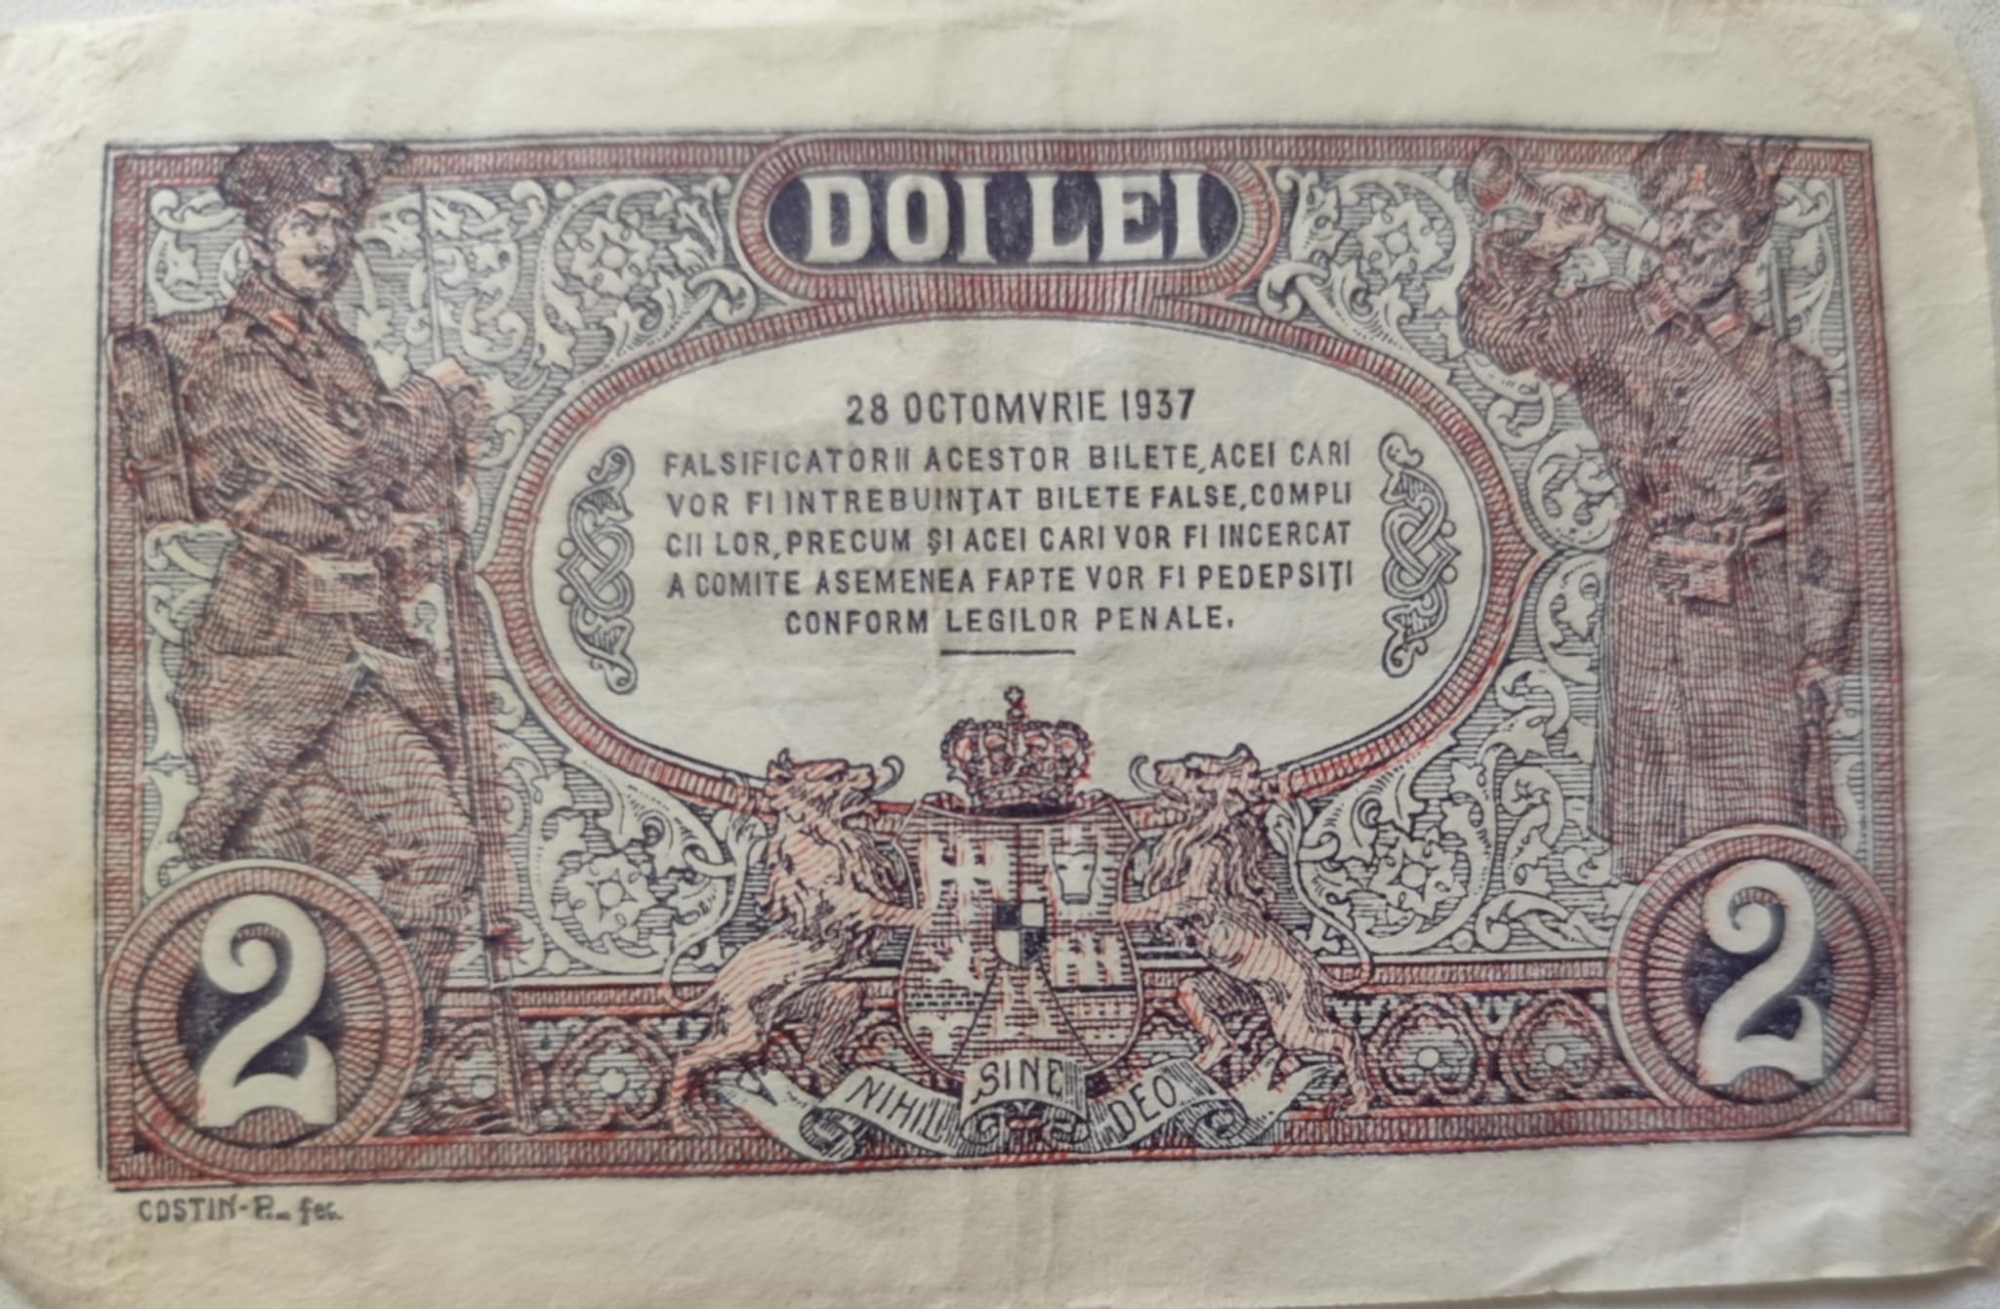 DOI LEI
28 OCTOMVRIE 1937
FALSIFICATORII ACESTOR BILETE, ACEI CARI
VOR FI INTREBUINȚAT BILETE FALSE, COMPLI
CII LOR, PRECUM ȘI ACEI CARI VOR FI INCERCAT
A COMITE ASEMENEA FAPTE VOR FI PEDEPSIȚI
CONFORM LEGILOR PENALE.
NIHIL SINE DEO
2 2
COSTIN- fec.